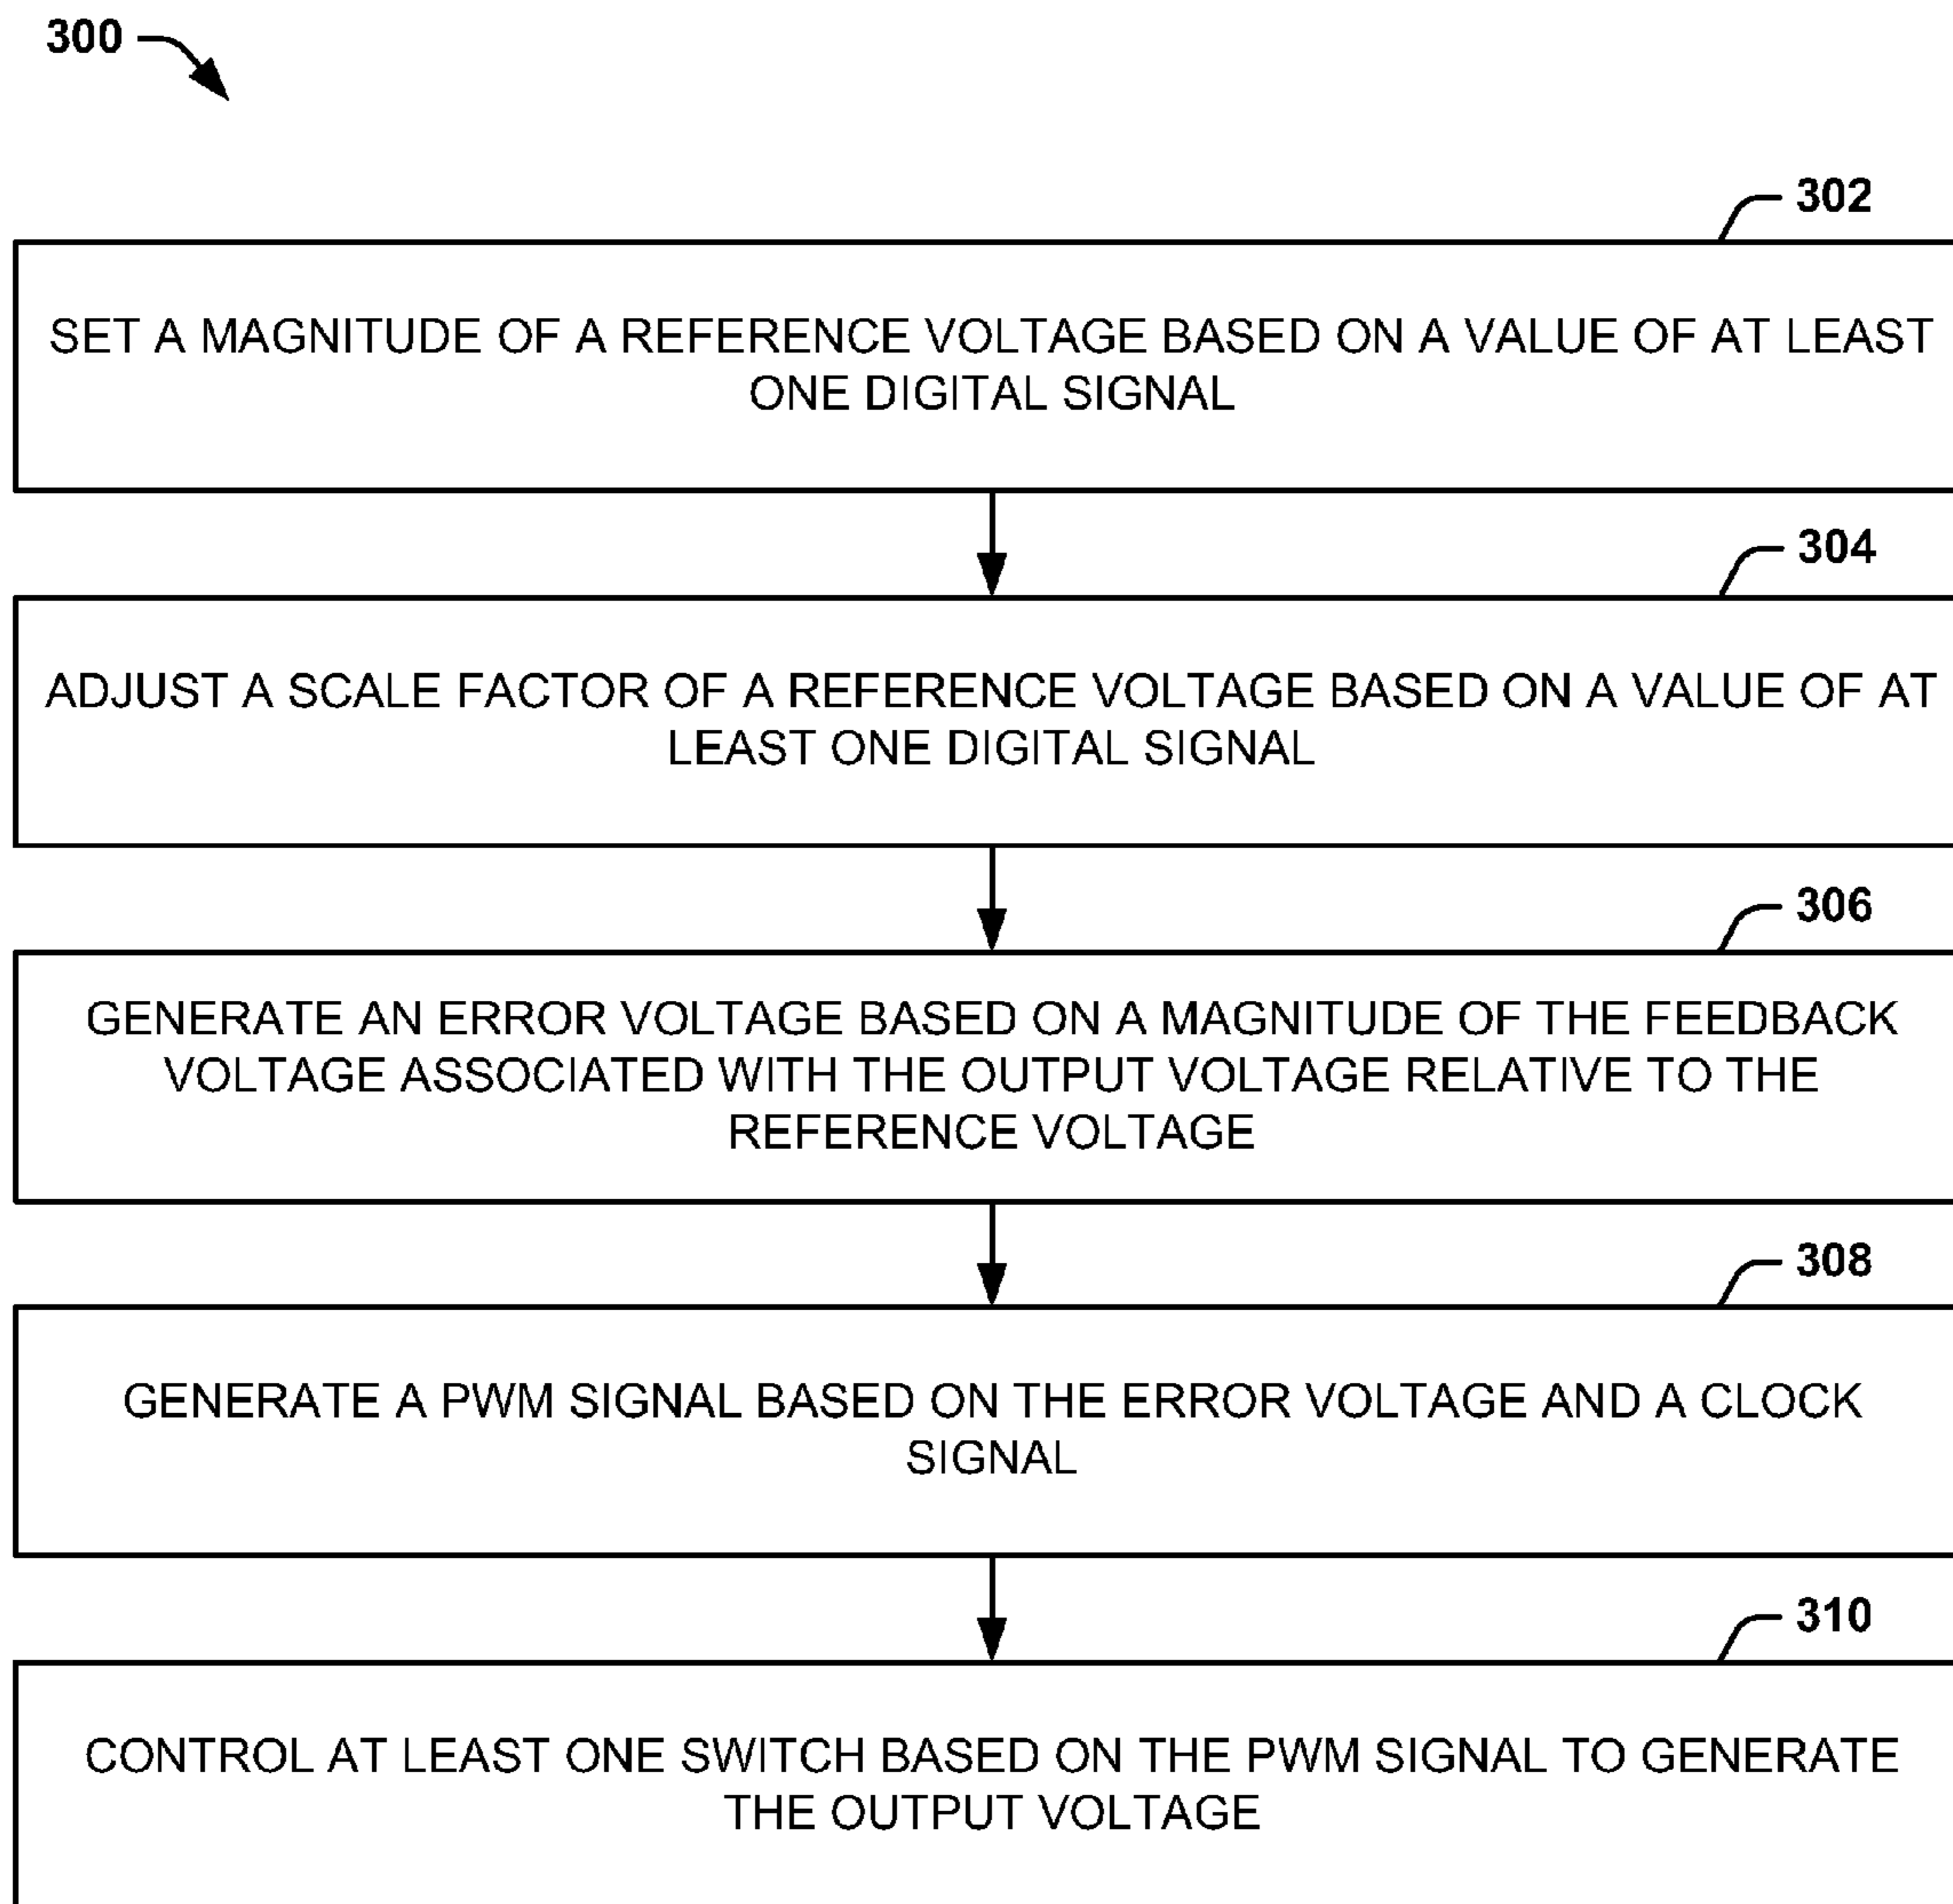 300
302
SET A MAGNITUDE OF A REFERENCE VOLTAGE BASED ON A VALUE OF AT LEAST
ONE DIGITAL SIGNAL
304
ADJUST A SCALE FACTOR OF A REFERENCE VOLTAGE BASED ON A VALUE OF AT
LEAST ONE DIGITAL SIGNAL
306
GENERATE AN ERROR VOLTAGE BASED ON A MAGNITUDE OF THE FEEDBACK
VOLTAGE ASSOCIATED WITH THE OUTPUT VOLTAGE RELATIVE TO THE
REFERENCE VOLTAGE
308
GENERATE A PWM SIGNAL BASED ON THE ERROR VOLTAGE AND A CLOCK
SIGNAL
310
CONTROL AT LEAST ONE SWITCH BASED ON THE PWM SIGNAL TO GENERATE
THE OUTPUT VOLTAGE